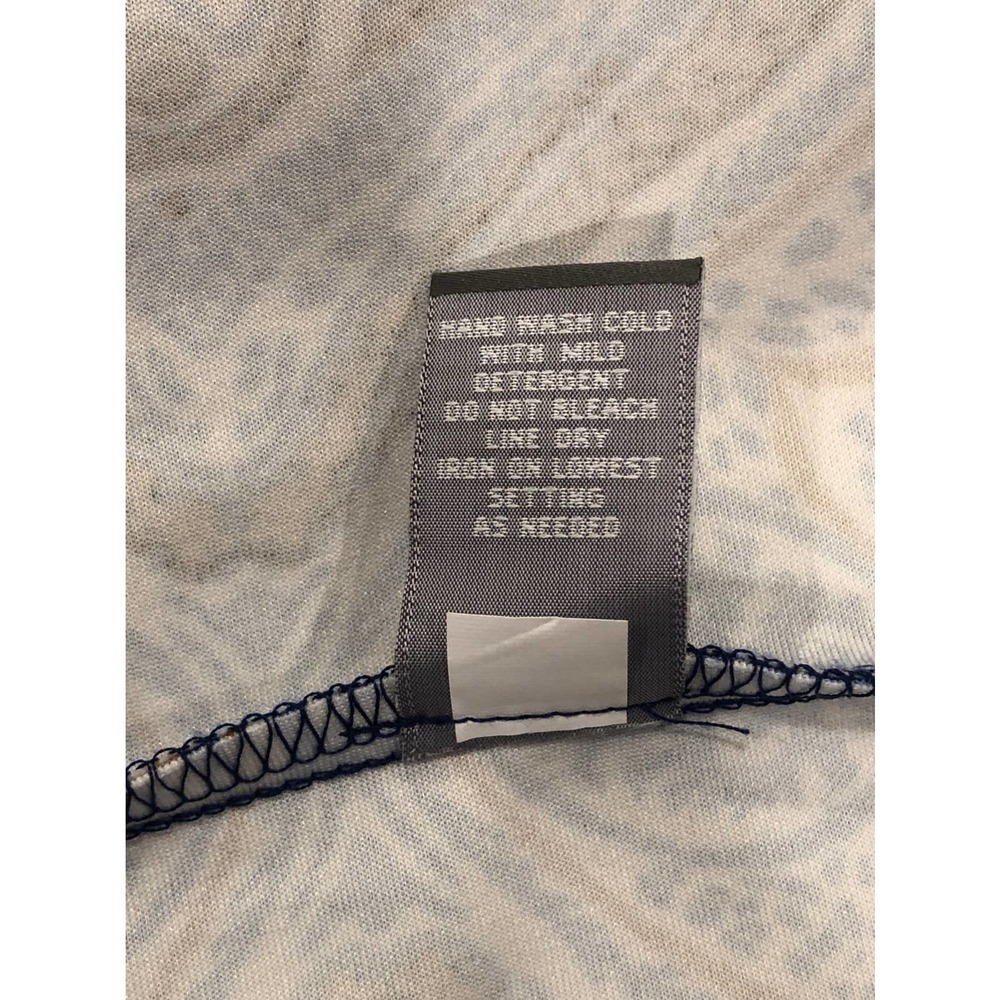 HAND WASH COLD
WITH MILD
DETERGENT
DO NOT BLEACH
LINE DRY
IRON ON LOWEST
SETTING
AS NEEDED